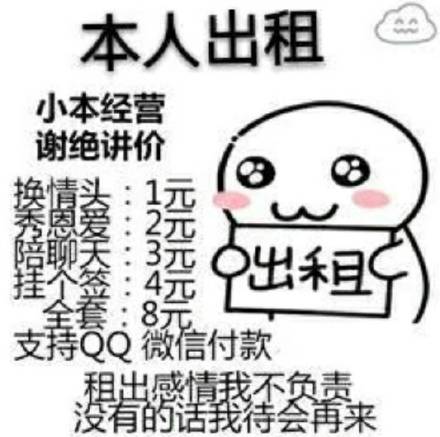 本人出租
小本经营
谢绝讲价
换情头：1元
秀恩爱：2元
陪聊天：3元
挂个签：4元
全套：8元
支持QQ 微信付款
出租
租出感情我不负责
没有的话我待会再来